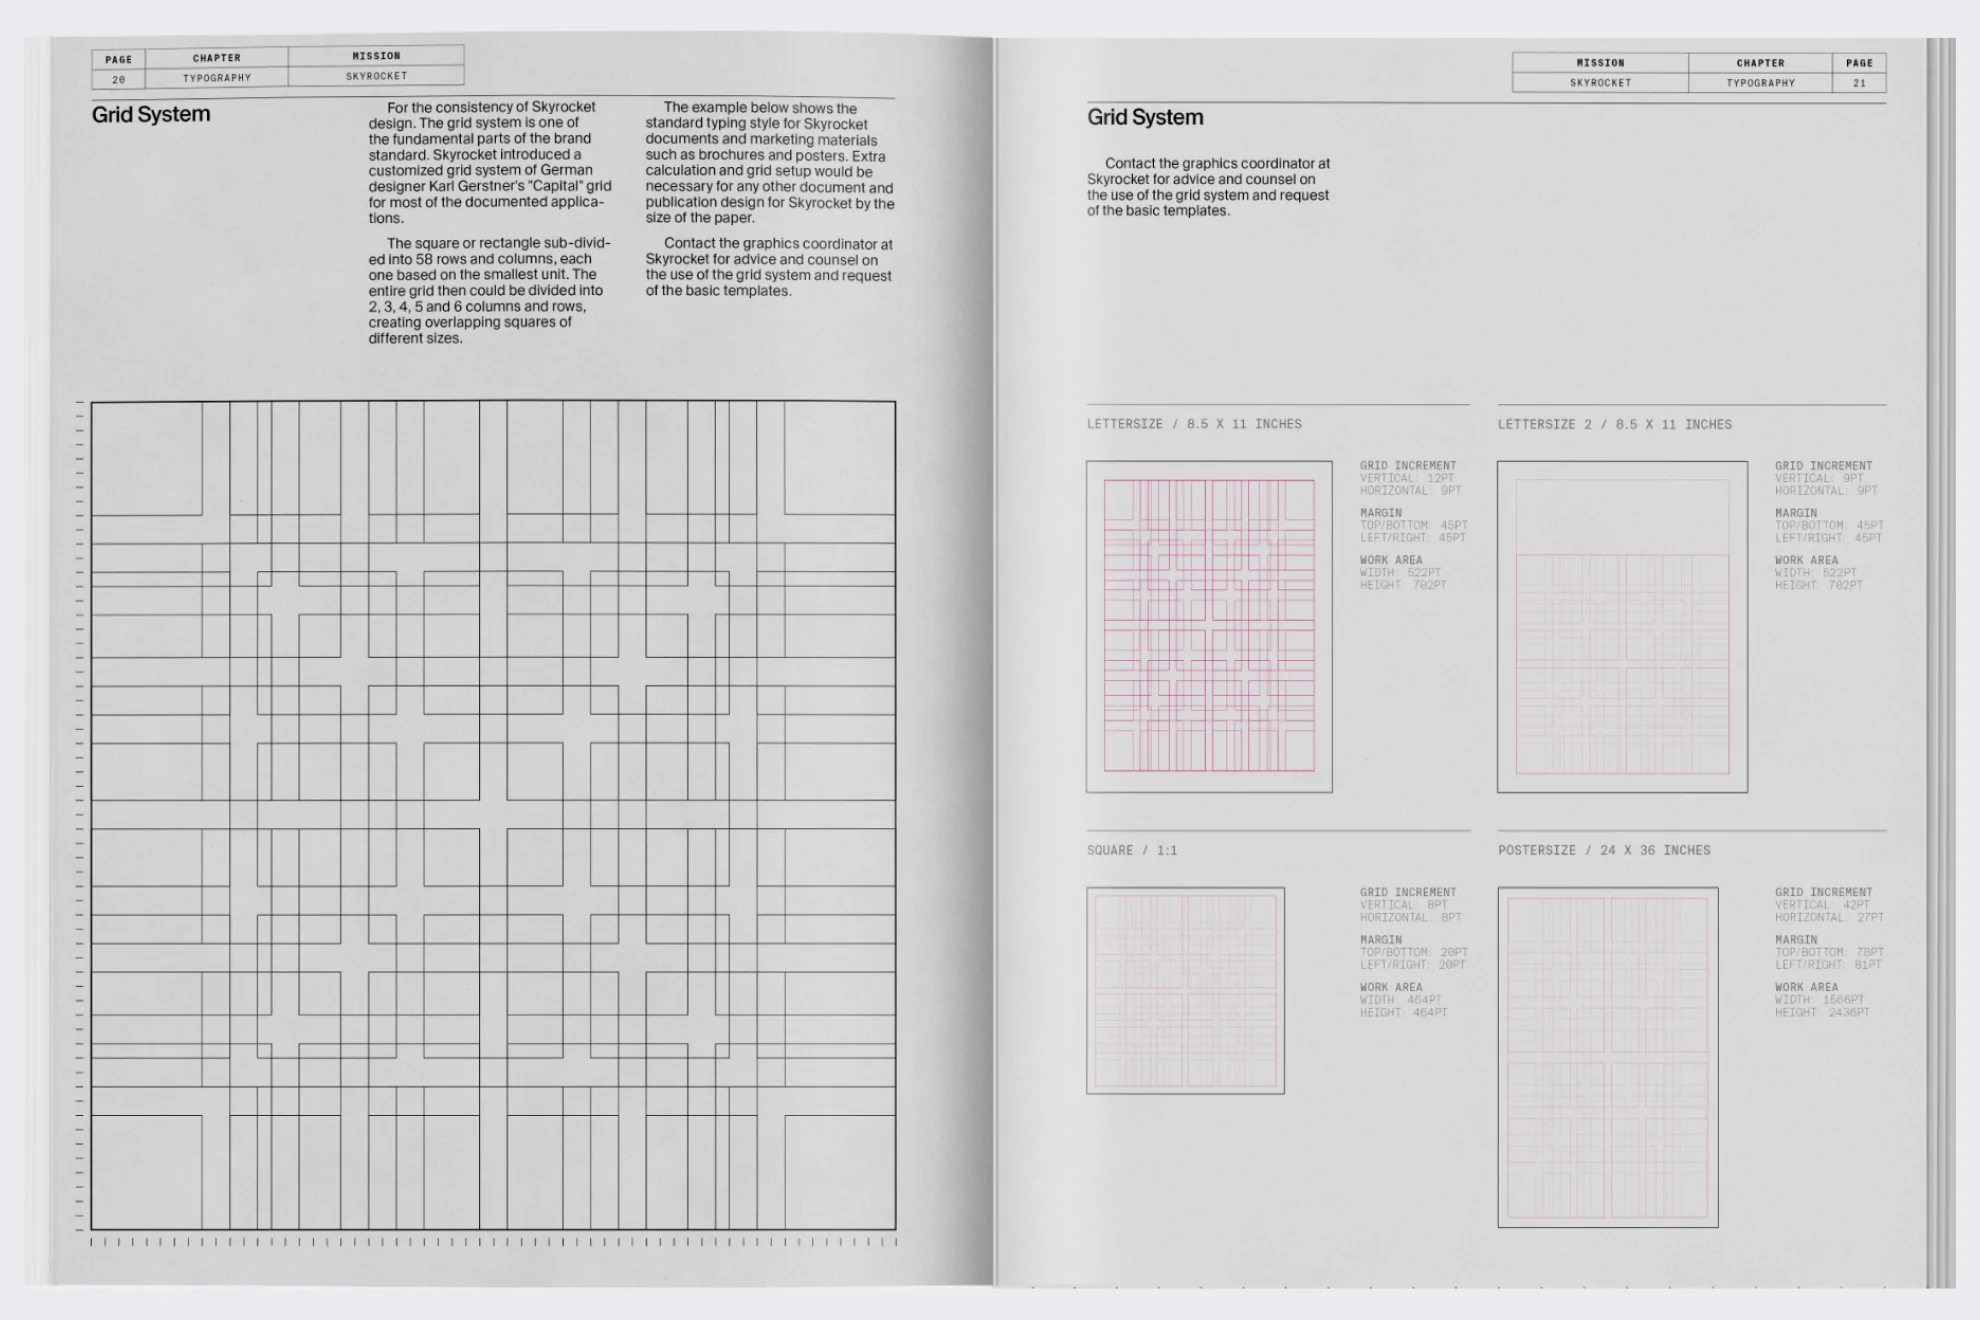 PAGE CHAPTER MISSION
20 TYPOGRAPHY SKYROCKET
Grid System
For the consistency of Skyrocket
design. The grid system is one of
the fundamental parts of the brand
standard. Skyrocket introduced a
customized grid system of German
designer Karl Gerstner's "Capital" grid
for most of the documented applica-
tions.
The square or rectangle sub-divid-
ed into 58 rows and columns, each
one based on the smallest unit. The
entire grid then could be divided into
2, 3, 4, 5 and 6 columns and rows,
creating overlapping squares of
different sizes.
The example below shows the
standard typing style for Skyrocket
documents and marketing materials
such as brochures and posters. Extra
calculation and grid setup would be
necessary for any other document and
publication design for Skyrocket by the
size of the paper.
Contact the graphics coordinator at
Skyrocket for advice and counsel on
the use of the grid system and request
of the basic templates.
MISSION CHAPTER PAGE
SKYROCKET TYPOGRAPHY 21
Grid System
Contact the graphics coordinator at
Skyrocket for advice and counsel on
the use of the grid system and request
of the basic templates.
LETTERSIZE / 8.5 X 11 INCHES
GRID INCREMENT
VERTICAL: 12PT
HORIZONTAL: 9PT
MARGIN
TOP/BOTTOM: 45PT
LEFT/RIGHT: 45PT
WORK AREA
WIDTH: 522PT
HEIGHT: 702PT
LETTERSIZE 2 / 8.5 X 11 INCHES
GRID INCREMENT
VERTICAL: 9PT
HORIZONTAL: 9PT
MARGIN
TOP/BOTTOM: 45PT
LEFT/RIGHT: 45PT
WORK AREA
WIDTH: 522PT
HEIGHT: 702PT
SQUARE / 1:1
GRID INCREMENT
VERTICAL: 8PT
HORIZONTAL: 8PT
MARGIN
TOP/BOTTOM: 20PT
LEFT/RIGHT: 20PT
WORK AREA
WIDTH: 464PT
HEIGHT: 464PT
POSTERSIZE / 24 X 36 INCHES
GRID INCREMENT
VERTICAL: 42PT
HORIZONTAL: 27PT
MARGIN
TOP/BOTTOM: 78PT
LEFT/RIGHT: 81PT
WORK AREA
WIDTH: 1566PT
HEIGHT: 2436PT